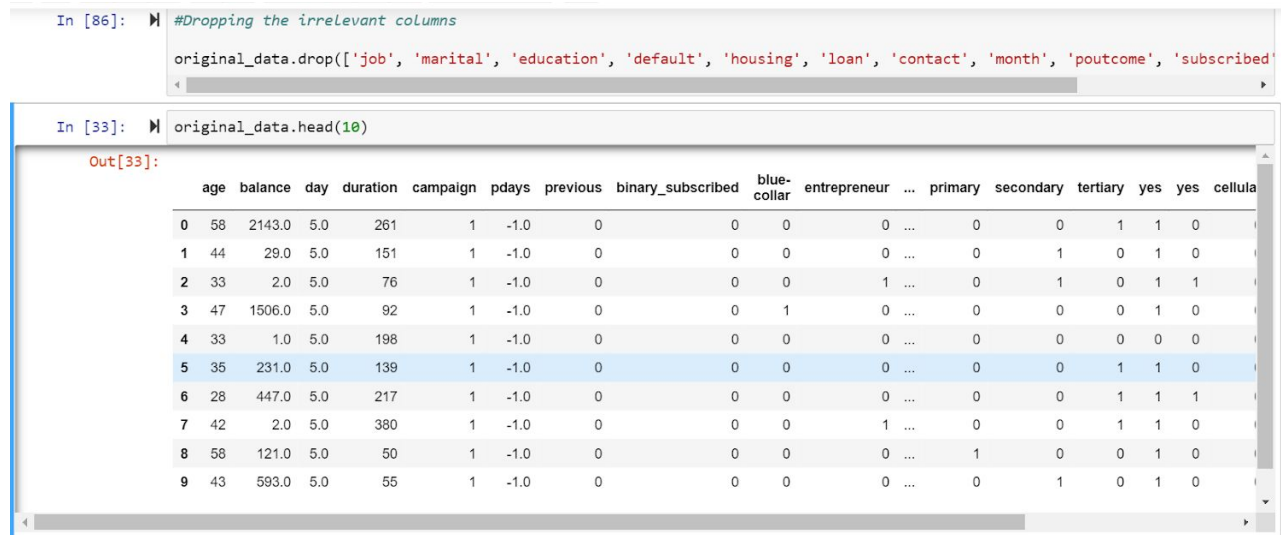 In [86]: #Dropping the irrelevant columns
original_data.drop(['job', 'marital', 'education', 'default', 'housing', 'loan', 'contact', 'month', 'poutcome', 'subscribed'
In [33]: original_data.head(10)
Out[33]:
age balance day duration campaign pdays previous binary_subscribed blue-collar entrepreneur ... primary secondary tertiary yes yes cellula
0 58 2143.0 5.0 261 1 -1.0 0 0 0 0 ... 0 0 1 1 0
1 44 29.0 5.0 151 1 -1.0 0 0 0 0 ... 0 1 0 1 0
2 33 2.0 5.0 76 1 -1.0 0 0 0 1 ... 0 1 0 1 1
3 47 1506.0 5.0 92 1 -1.0 0 0 1 0 ... 0 0 0 1 0
4 33 1.0 5.0 198 1 -1.0 0 0 0 0 ... 0 0 0 0 0
5 35 231.0 5.0 139 1 -1.0 0 0 0 0 ... 0 0 1 1 0
6 28 447.0 5.0 217 1 -1.0 0 0 0 0 ... 0 0 1 1 1
7 42 2.0 5.0 380 1 -1.0 0 0 0 1 ... 0 0 1 1 0
8 58 121.0 5.0 50 1 -1.0 0 0 0 0 ... 1 0 0 1 0
9 43 593.0 5.0 55 1 -1.0 0 0 0 0 ... 0 1 0 1 0